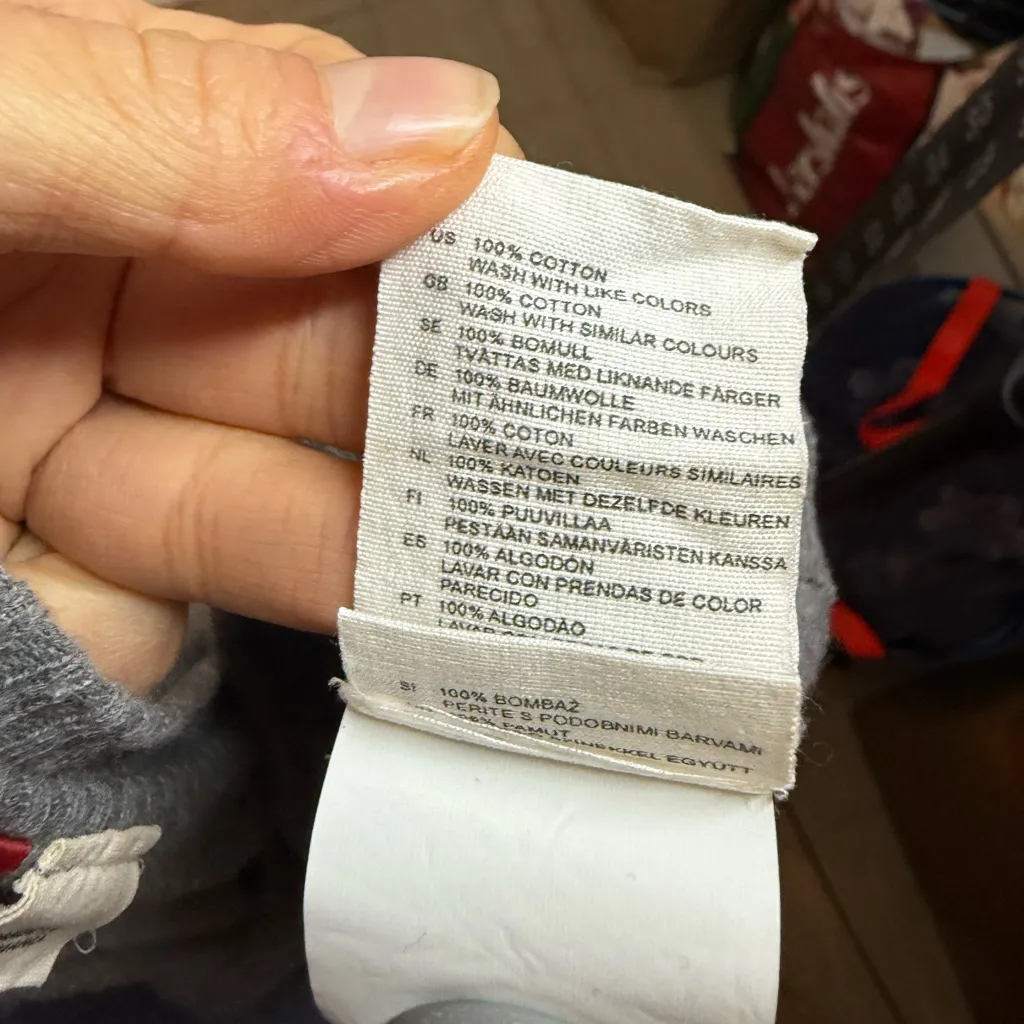 US 100% COTTON
WASH WITH LIKE COLORS
GB 100% COTTON
WASH WITH SIMILAR COLOURS
SE 100% BOMULL
TVÄTTAS MED LIKNANDE FÄRGER
DE 100% BAUMWOLLE
MIT ÄHNLICHEN FARBEN WASCHEN
FR 100% COTON
LAVER AVEC COULEURS SIMILAIRES
NL 100% KATOEN
WASSEN MET DEZELFDE KLEUREN
FI 100% PUUVILLAA
PESTÄÄN SAMANVÄRISTEN KANSSA
ES 100% ALGODÓN
LAVAR CON PRENDAS DE COLOR
PARECIDO
PT 100% ALGODÃO
LAVAR
SI 100% BOMBAŽ
PERITE S PODOBNIMI BARVAMI
100% PAMUT
EGYÜTT